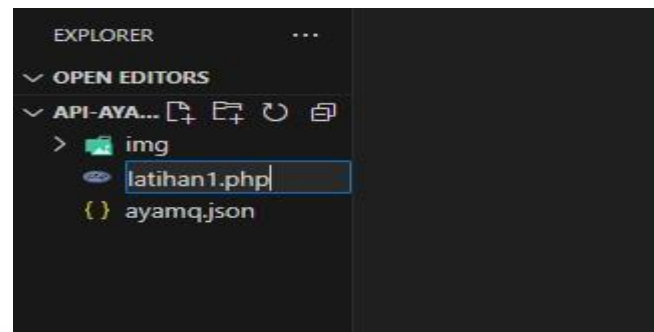 EXPLORER ...
OPEN EDITORS
API-AYA...
img
latihan1.php
{ } ayamq.json